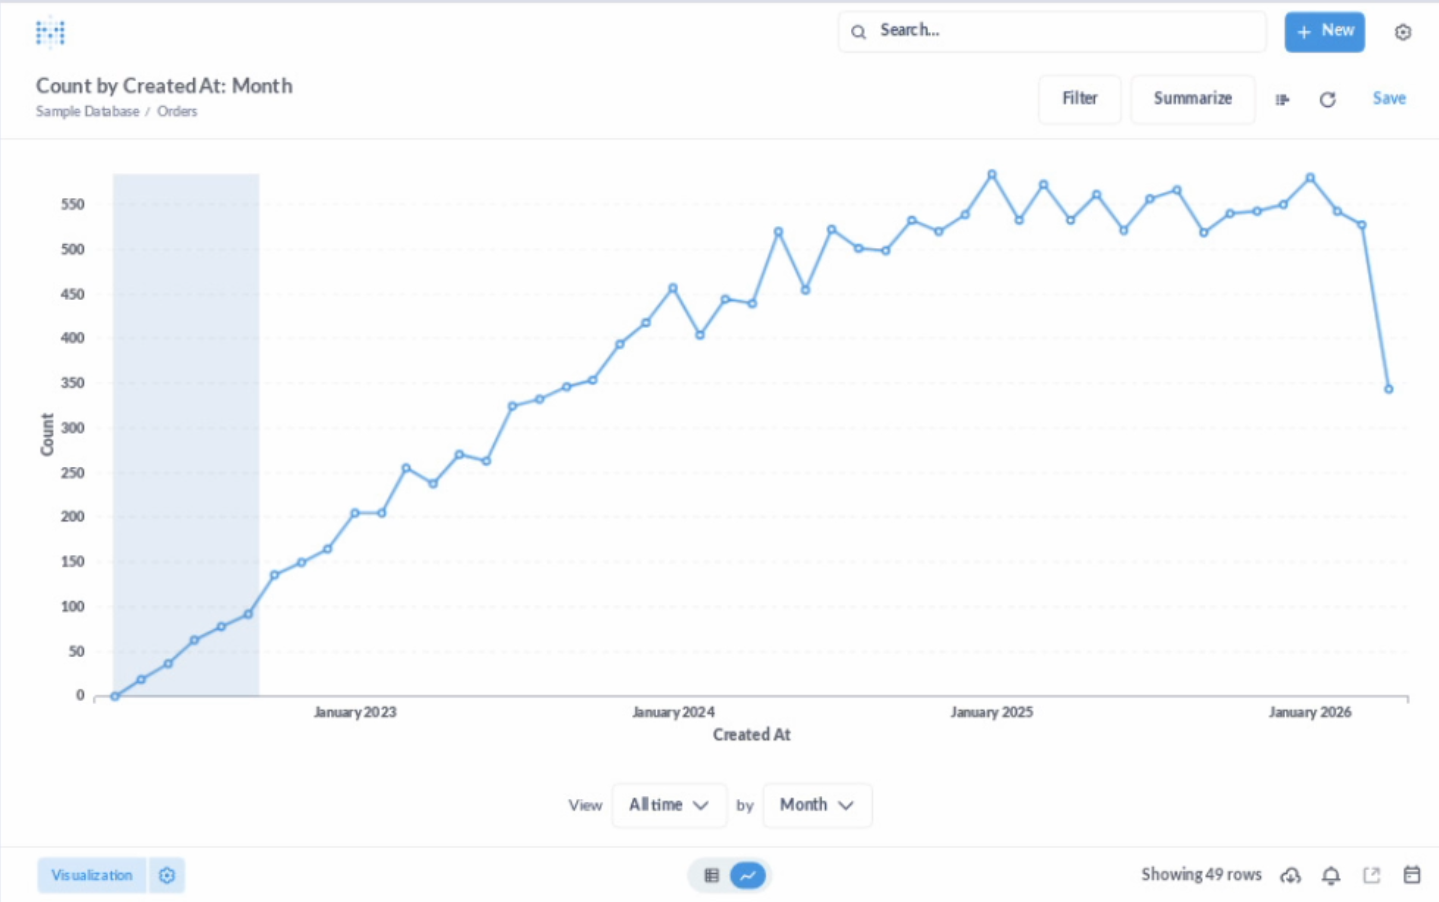 Search...
+ New
Count by Created At: Month
Sample Database / Orders
Filter
Summarize
Save
550
500
450
400
350
300
250
200
150
100
50
0
Count
January 2023
January 2024
January 2025
January 2026
Created At
View
All time
by
Month
Visualization
Showing 49 rows